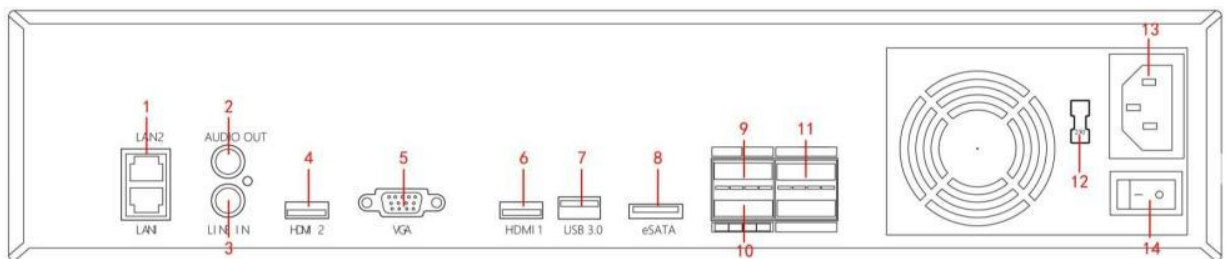 13
1 2
LAN2 AUDIO OUT
4 5 6 7 8 9 11
12
LAN1 LINE IN HDMI 2 VGA HDMI 1 USB 3.0 eSATA
3 10 14